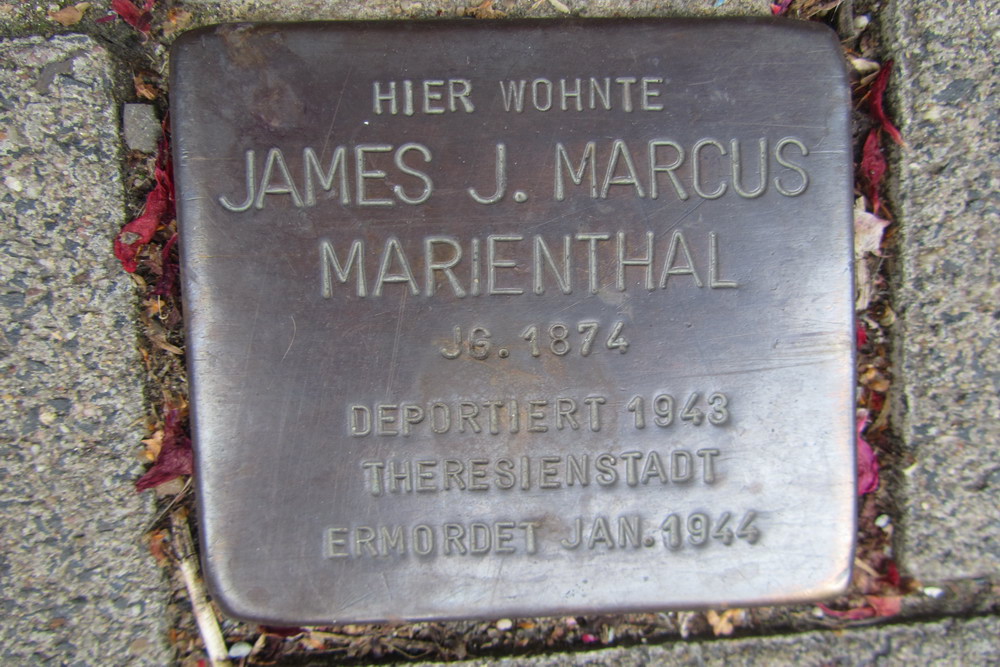 HIER WOHNTE
JAMES J. MARCUS
MARIENTHAL
JG. 1874
DEPORTIERT 1943
THERESIENSTADT
ERMORDET JAN. 1944